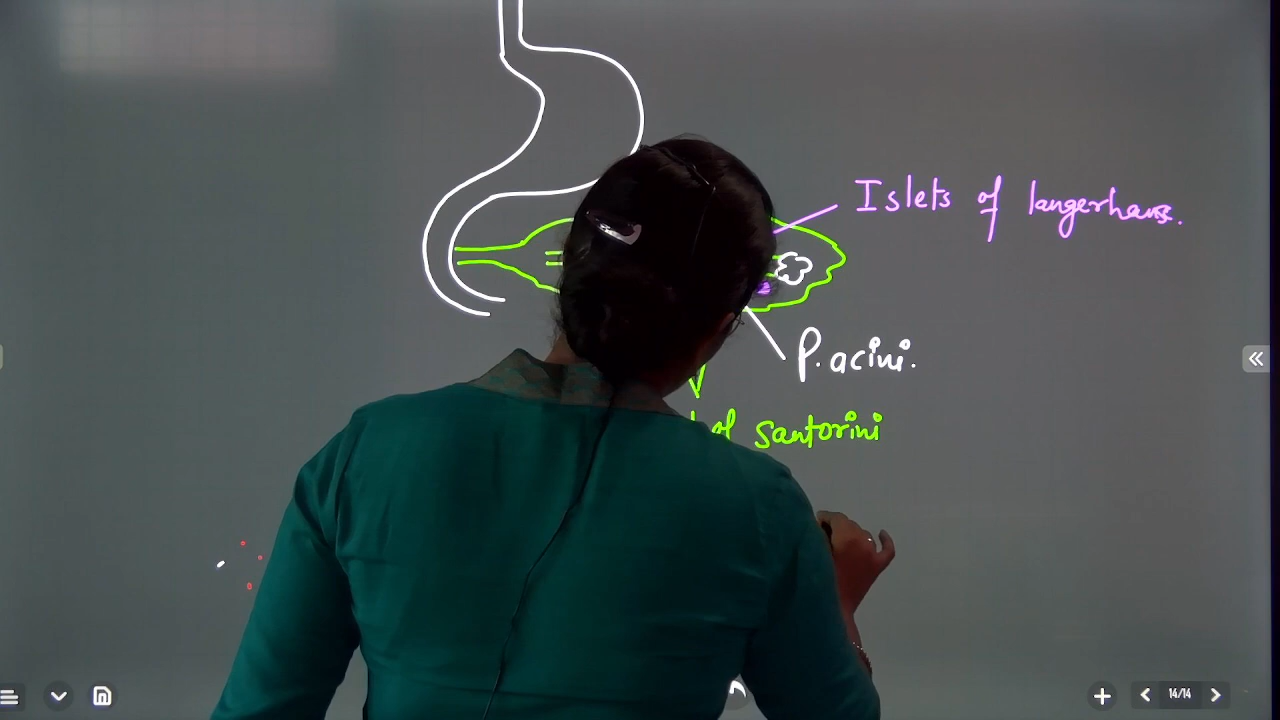 Islets of langerhans.
P.acini.
of santorini
14/14